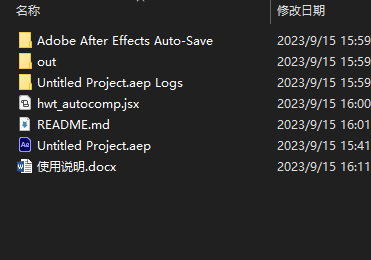 名称 修改日期
Adobe After Effects Auto-Save 2023/9/15 15:59
out 2023/9/15 15:59
Untitled Project.aep Logs 2023/9/15 15:59
hwt_autocomp.jsx 2023/9/15 16:00
README.md 2023/9/15 16:01
Ae Untitled Project.aep 2023/9/15 15:41
使用说明.docx 2023/9/15 16:11